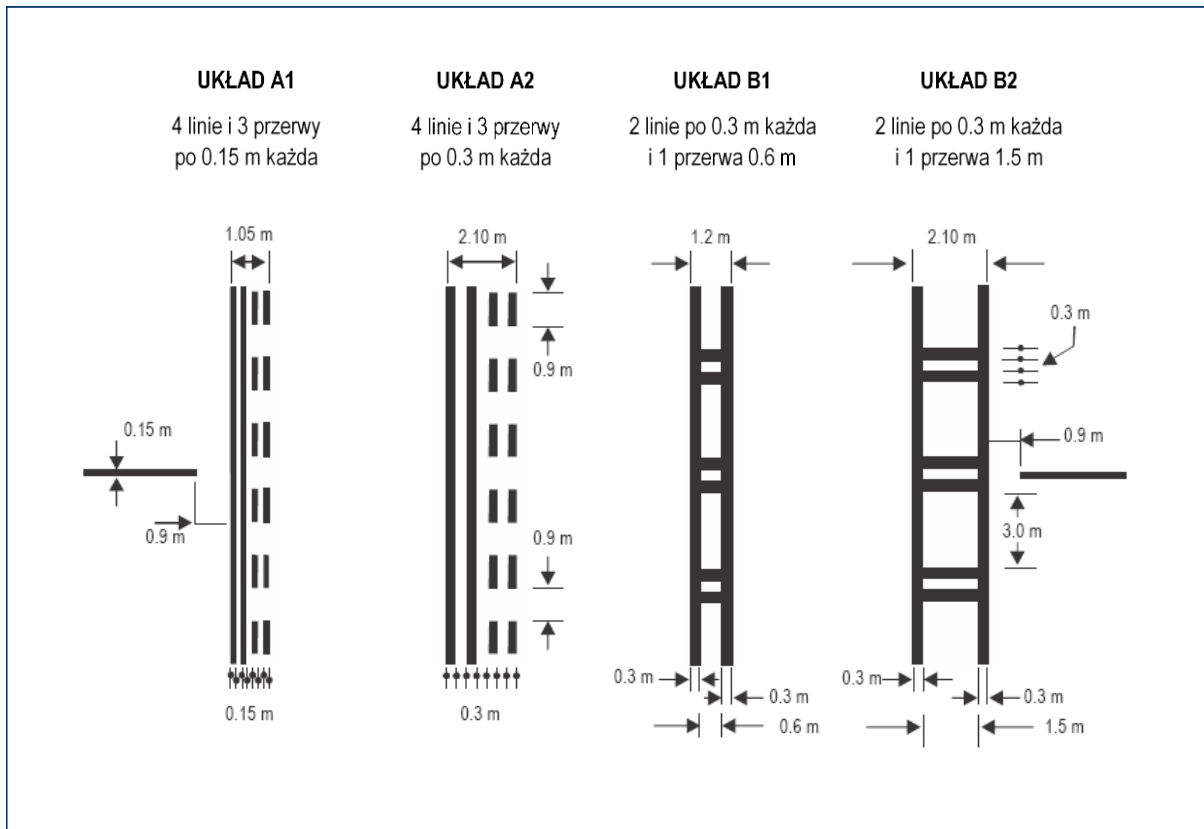 UKŁAD A1
4 linie i 3 przerwy
po 0.15 m każda
UKŁAD A2
4 linie i 3 przerwy
po 0.3 m każda
UKŁAD B1
2 linie po 0.3 m każda
i 1 przerwa 0.6 m
UKŁAD B2
2 linie po 0.3 m każda
i 1 przerwa 1.5 m
1.05 m
0.15 m
0.9 m
0.15 m
2.10 m
0.9 m
0.9 m
0.3 m
1.2 m
0.3 m
0.3 m
0.6 m
2.10 m
0.3 m
0.9 m
3.0 m
0.3 m
0.3 m
1.5 m